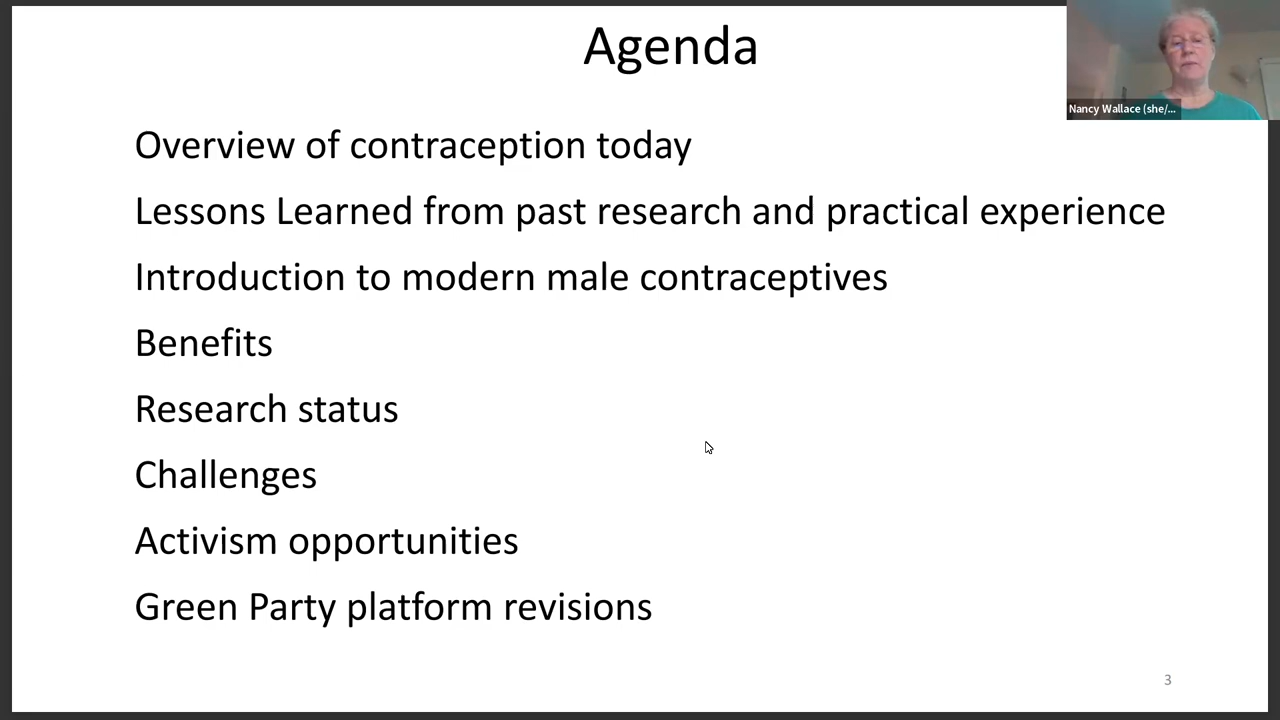 Agenda
Nancy Wallace (she/...
Overview of contraception today
Lessons Learned from past research and practical experience
Introduction to modern male contraceptives
Benefits
Research status
Challenges
Activism opportunities
Green Party platform revisions
3